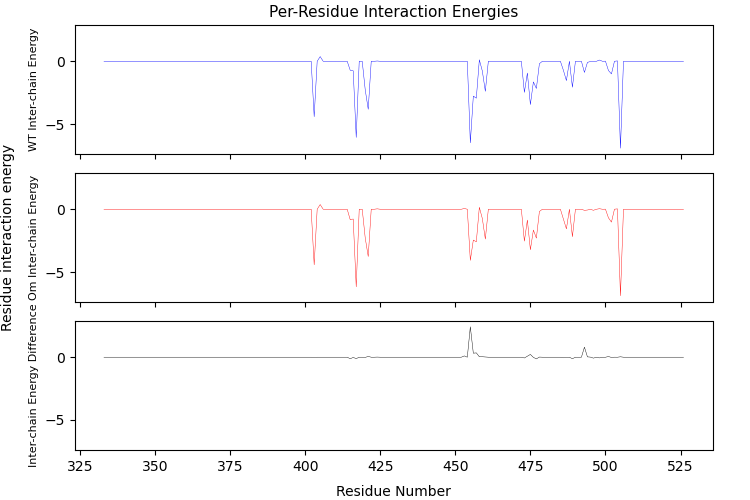 Per-Residue Interaction Energies
Residue interaction energy
WT Inter-chain Energy
0
−5
Om Inter-chain Energy
0
−5
Inter-chain Energy Difference
0
−5
325
350
375
400
425
450
475
500
525
Residue Number